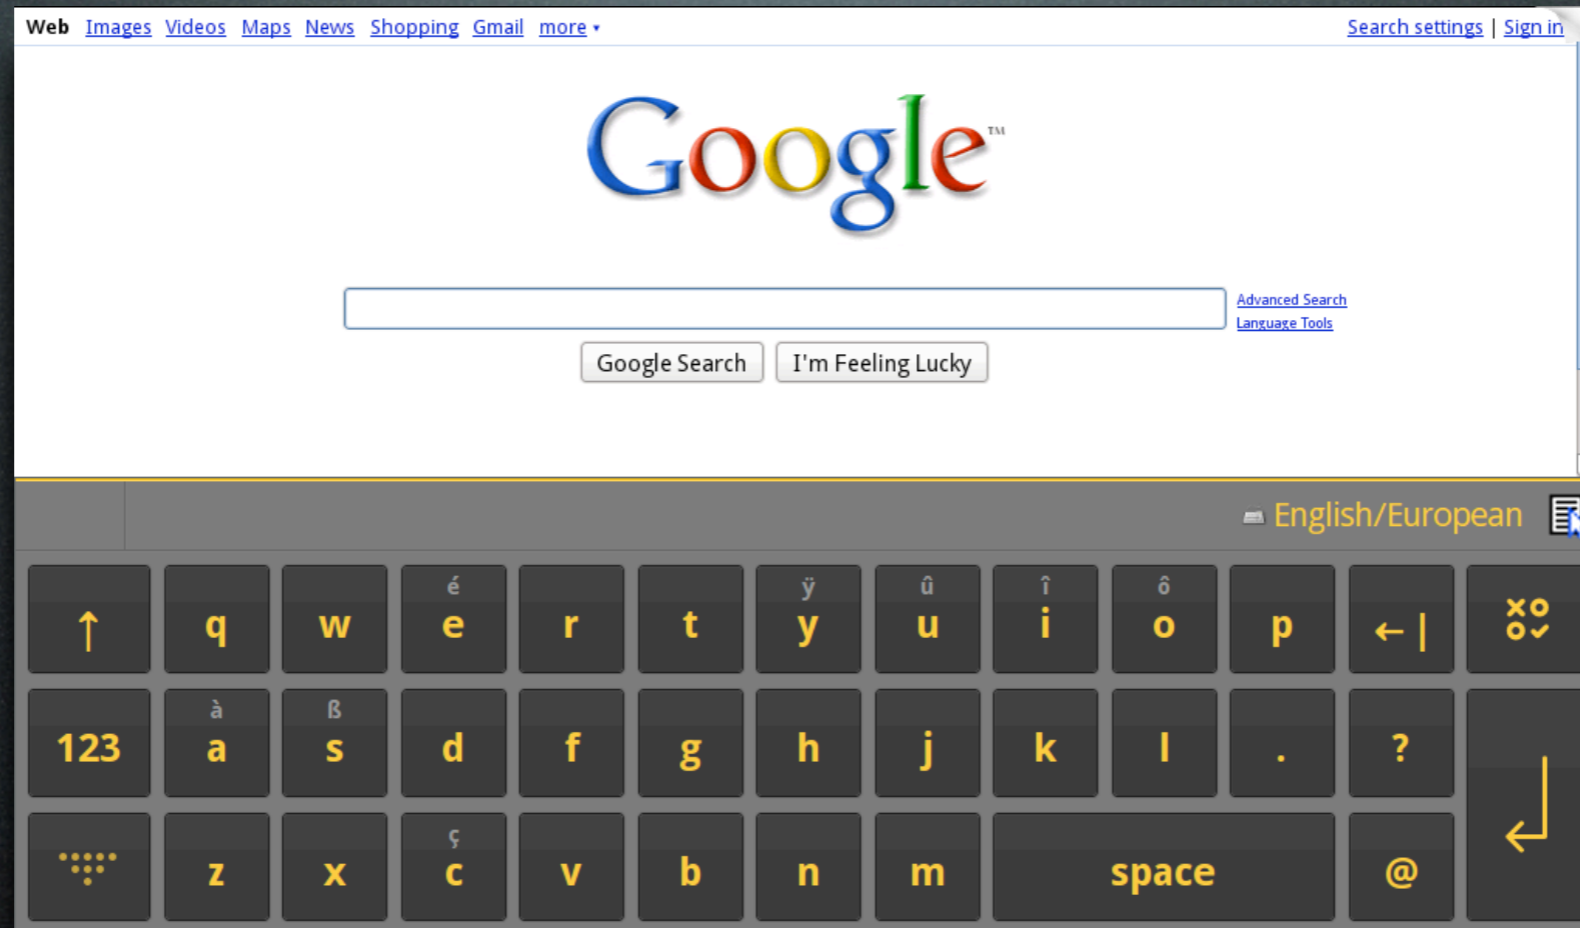 Web Images Videos Maps News Shopping Gmail more ▾ Search settings | Sign in
Google™
Advanced Search
Language Tools
Google Search I'm Feeling Lucky
English/European
é ÿ û î ô
↑ q w e r t y u i o p ←|
à ß
123 a s d f g h j k l . ?
ç
z x c v b n m space @